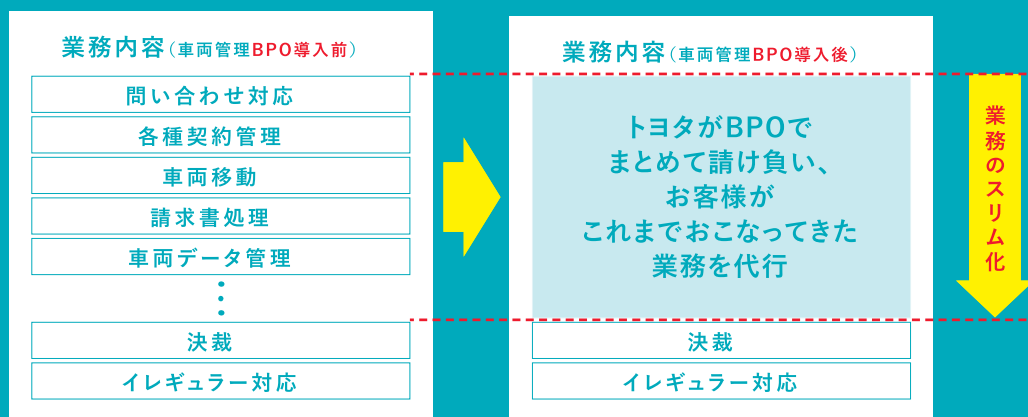 業務内容（車両管理BPO導入前）
問い合わせ対応
各種契約管理
車両移動
請求書処理
車両データ管理
決裁
イレギュラー対応
業務内容（車両管理BPO導入後）
トヨタがBPOで
まとめて請け負い、
お客様が
これまでおこなってきた
業務を代行
決裁
イレギュラー対応
業務のスリム化